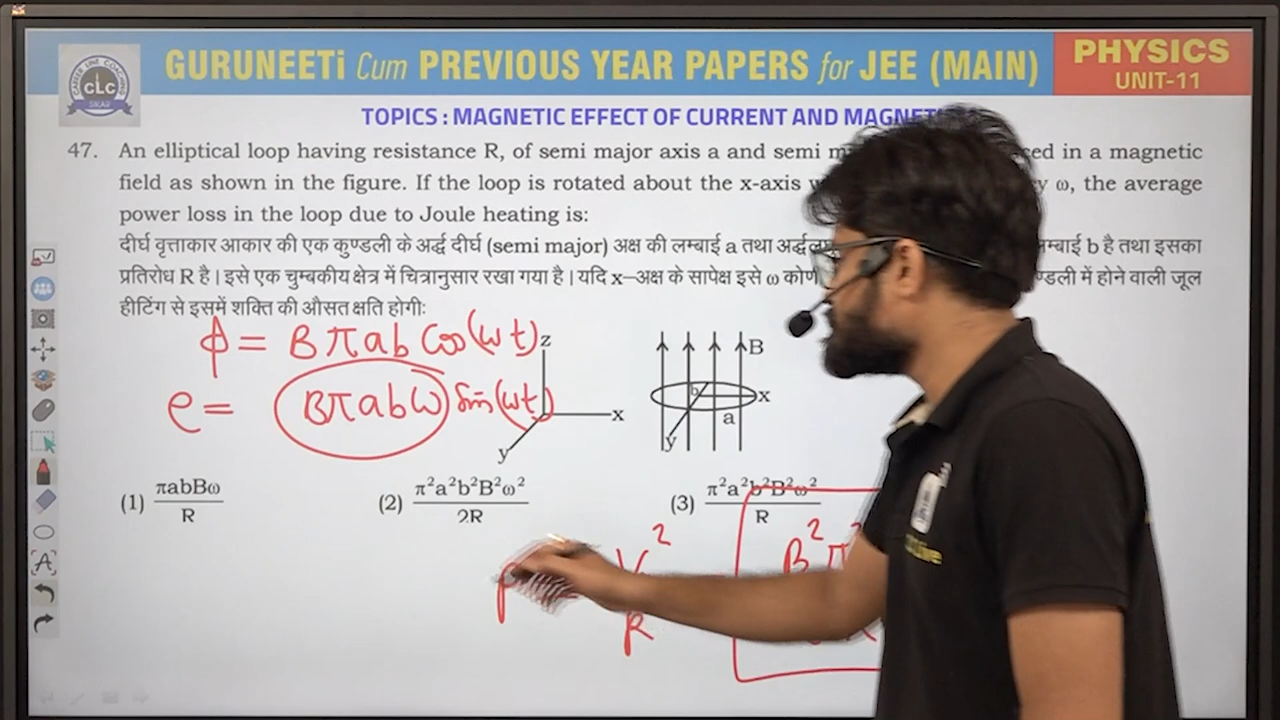 GURUNEETi Cum PREVIOUS YEAR PAPERS for JEE (MAIN)
PHYSICS
UNIT-11
CLC
SIKAR
TOPICS : MAGNETIC EFFECT OF CURRENT AND
47. An elliptical loop having resistance R, of semi major axis a and semi in a magnetic
field as shown in the figure. If the loop is rotated about the x-axis ω, the average
power loss in the loop due to Joule heating is:
दीर्घ वृत्ताकार आकार की एक कुण्डली के अर्द्ध दीर्घ (semi major) अक्ष की लम्बाई a तथा b है तथा इसका
प्रतिरोध R है। इसे एक चुम्बकीय क्षेत्र में चित्रानुसार रखा गया है। यदि x–अक्ष के सापेक्ष इसे ω में होने वाली जूल
हीटिंग से इसमें शक्ति की औसत क्षति होगीः
ϕ = Bπab Cos(ωt)
e = Bπabω Sin(ωt)
z
x
y
B
x
b
a
y
(1) πabBω / R
(2) π²a²b²B²ω² / 2R
(3) π²a²b²B²ω² / R
V²
R
B²π